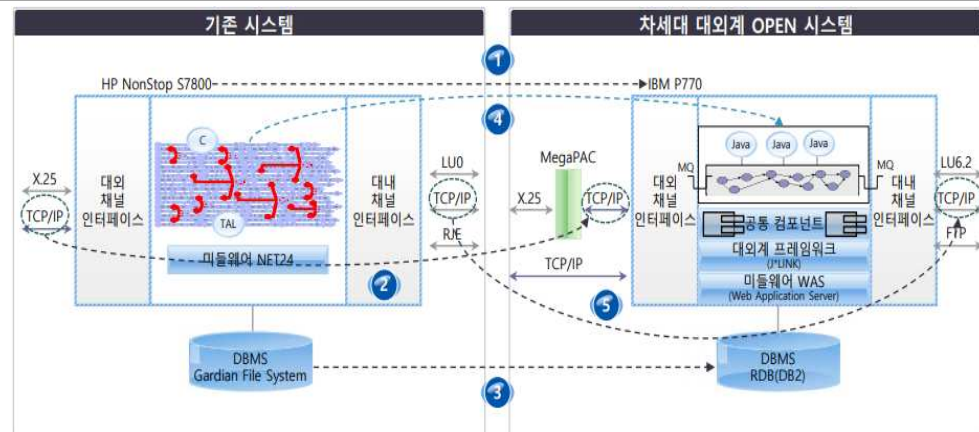 기존 시스템
차세대 대외계 OPEN 시스템
1
HP NonStop S7800
IBM P770
4
C
TAL
X.25
TCP/IP
대외
채널
인터페이스
미들웨어 NET24
대내
채널
인터페이스
LU0
TCP/IP
RJE
2
MegaPAC
X.25
TCP/IP
TCP/IP
5
대외
채널
인터페이스
MQ
Java
Java
Java
MQ
공통 컴포넌트
대외계 프레임워크
(J*LINK)
미들웨어 WAS
(Web Application Server)
대내
채널
인터페이스
LU6.2
TCP/IP
FTP
DBMS
Gardian File System
3
DBMS
RDB(DB2)